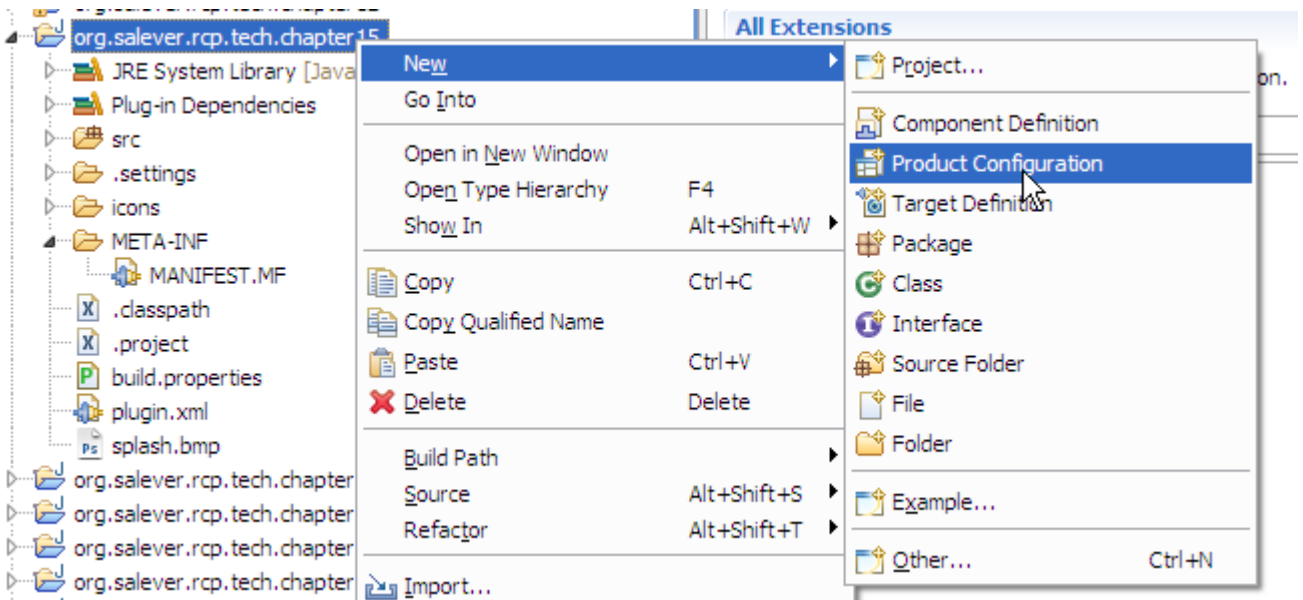 org.salever.rcp.tech.chapter15
JRE System Library [Java
Plug-in Dependencies
src
.settings
icons
META-INF
MANIFEST.MF
.classpath
.project
build.properties
plugin.xml
splash.bmp
org.salever.rcp.tech.chapter
org.salever.rcp.tech.chapter
org.salever.rcp.tech.chapter
org.salever.rcp.tech.chapter
New
Go Into
Open in New Window
Open Type Hierarchy F4
Show In Alt+Shift+W
Copy Ctrl+C
Copy Qualified Name
Paste Ctrl+V
Delete Delete
Build Path
Source Alt+Shift+S
Refactor Alt+Shift+T
Import...
All Extensions
on.
Project...
Component Definition
Product Configuration
Target Definition
Package
Class
Interface
Source Folder
File
Folder
Example...
Other... Ctrl+N